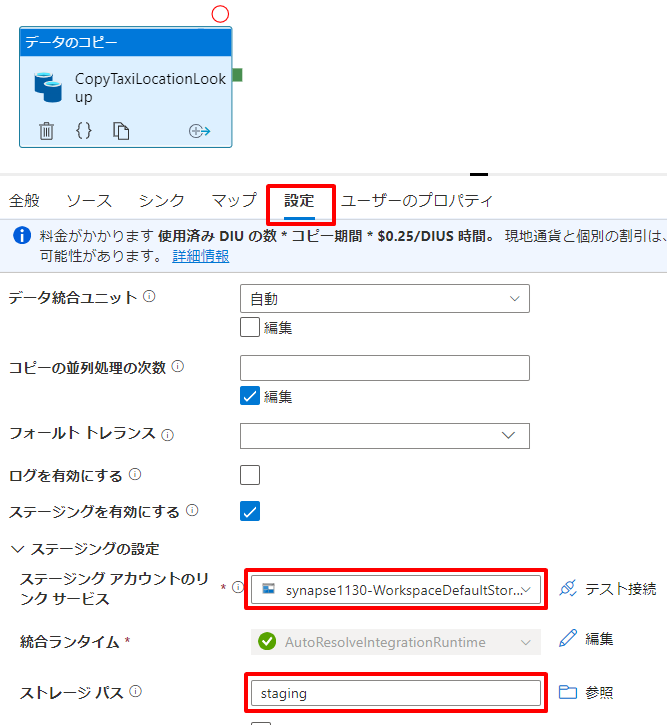 データのコピー
CopyTaxiLocationLook
up
全般 ソース シンク マップ 設定 ユーザーのプロパティ
料金がかかります 使用済み DIU の数 * コピー期間 * $0.25/DIUS 時間。 現地通貨と個別の割引は、
可能性があります。 詳細情報
データ統合ユニット 自動
編集
コピーの並列処理の次数
編集
フォールト トレランス
ログを有効にする
ステージングを有効にする
ステージングの設定
ステージング アカウントのリンク サービス * synapse1130-WorkspaceDefaultStor... テスト接続
統合ランタイム * AutoResolveIntegrationRuntime 編集
ストレージ パス staging 参照